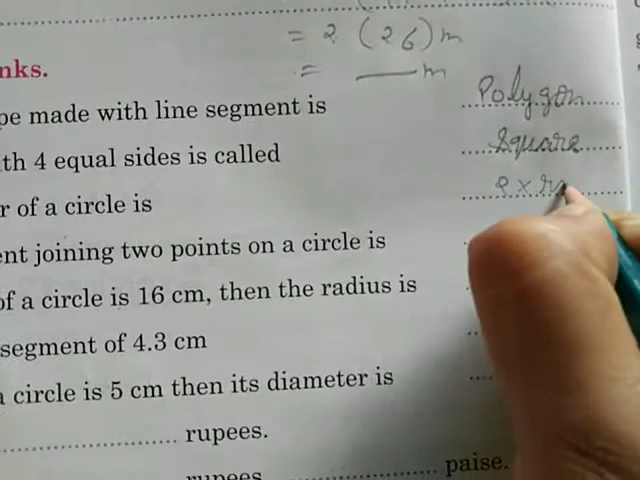 = 2 (26) m
nks.
= —— m
pe made with line segment is Polygon
th 4 equal sides is called Square
r of a circle is 2 × ra
ent joining two points on a circle is
of a circle is 16 cm, then the radius is
segment of 4.3 cm
a circle is 5 cm then its diameter is
.............................. rupees.
rupees .......................... paise.